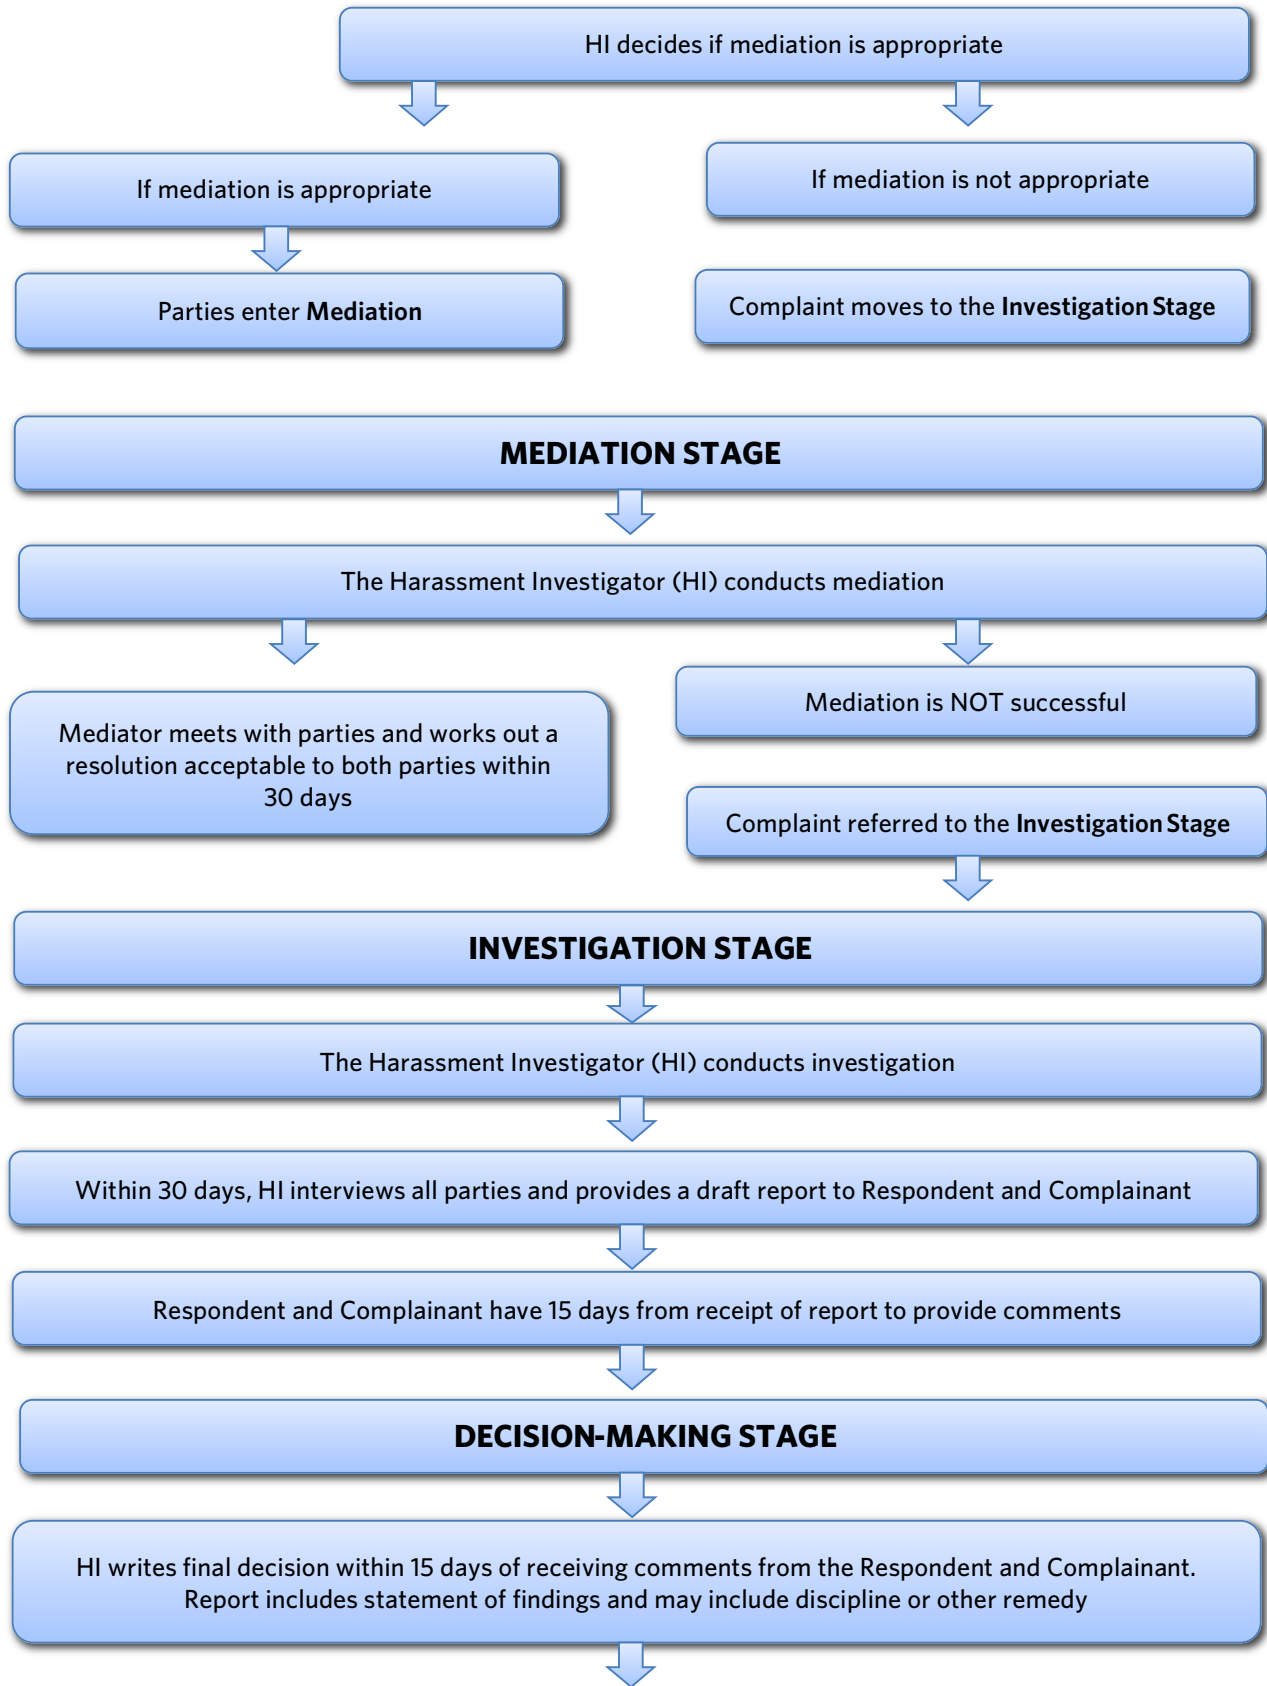 HI decides if mediation is appropriate
If mediation is appropriate
If mediation is not appropriate
Parties enter Mediation
Complaint moves to the Investigation Stage
MEDIATION STAGE
The Harassment Investigator (HI) conducts mediation
Mediator meets with parties and works out a
resolution acceptable to both parties within
30 days
Mediation is NOT successful
Complaint referred to the Investigation Stage
INVESTIGATION STAGE
The Harassment Investigator (HI) conducts investigation
Within 30 days, HI interviews all parties and provides a draft report to Respondent and Complainant
Respondent and Complainant have 15 days from receipt of report to provide comments
DECISION-MAKING STAGE
HI writes final decision within 15 days of receiving comments from the Respondent and Complainant.
Report includes statement of findings and may include discipline or other remedy